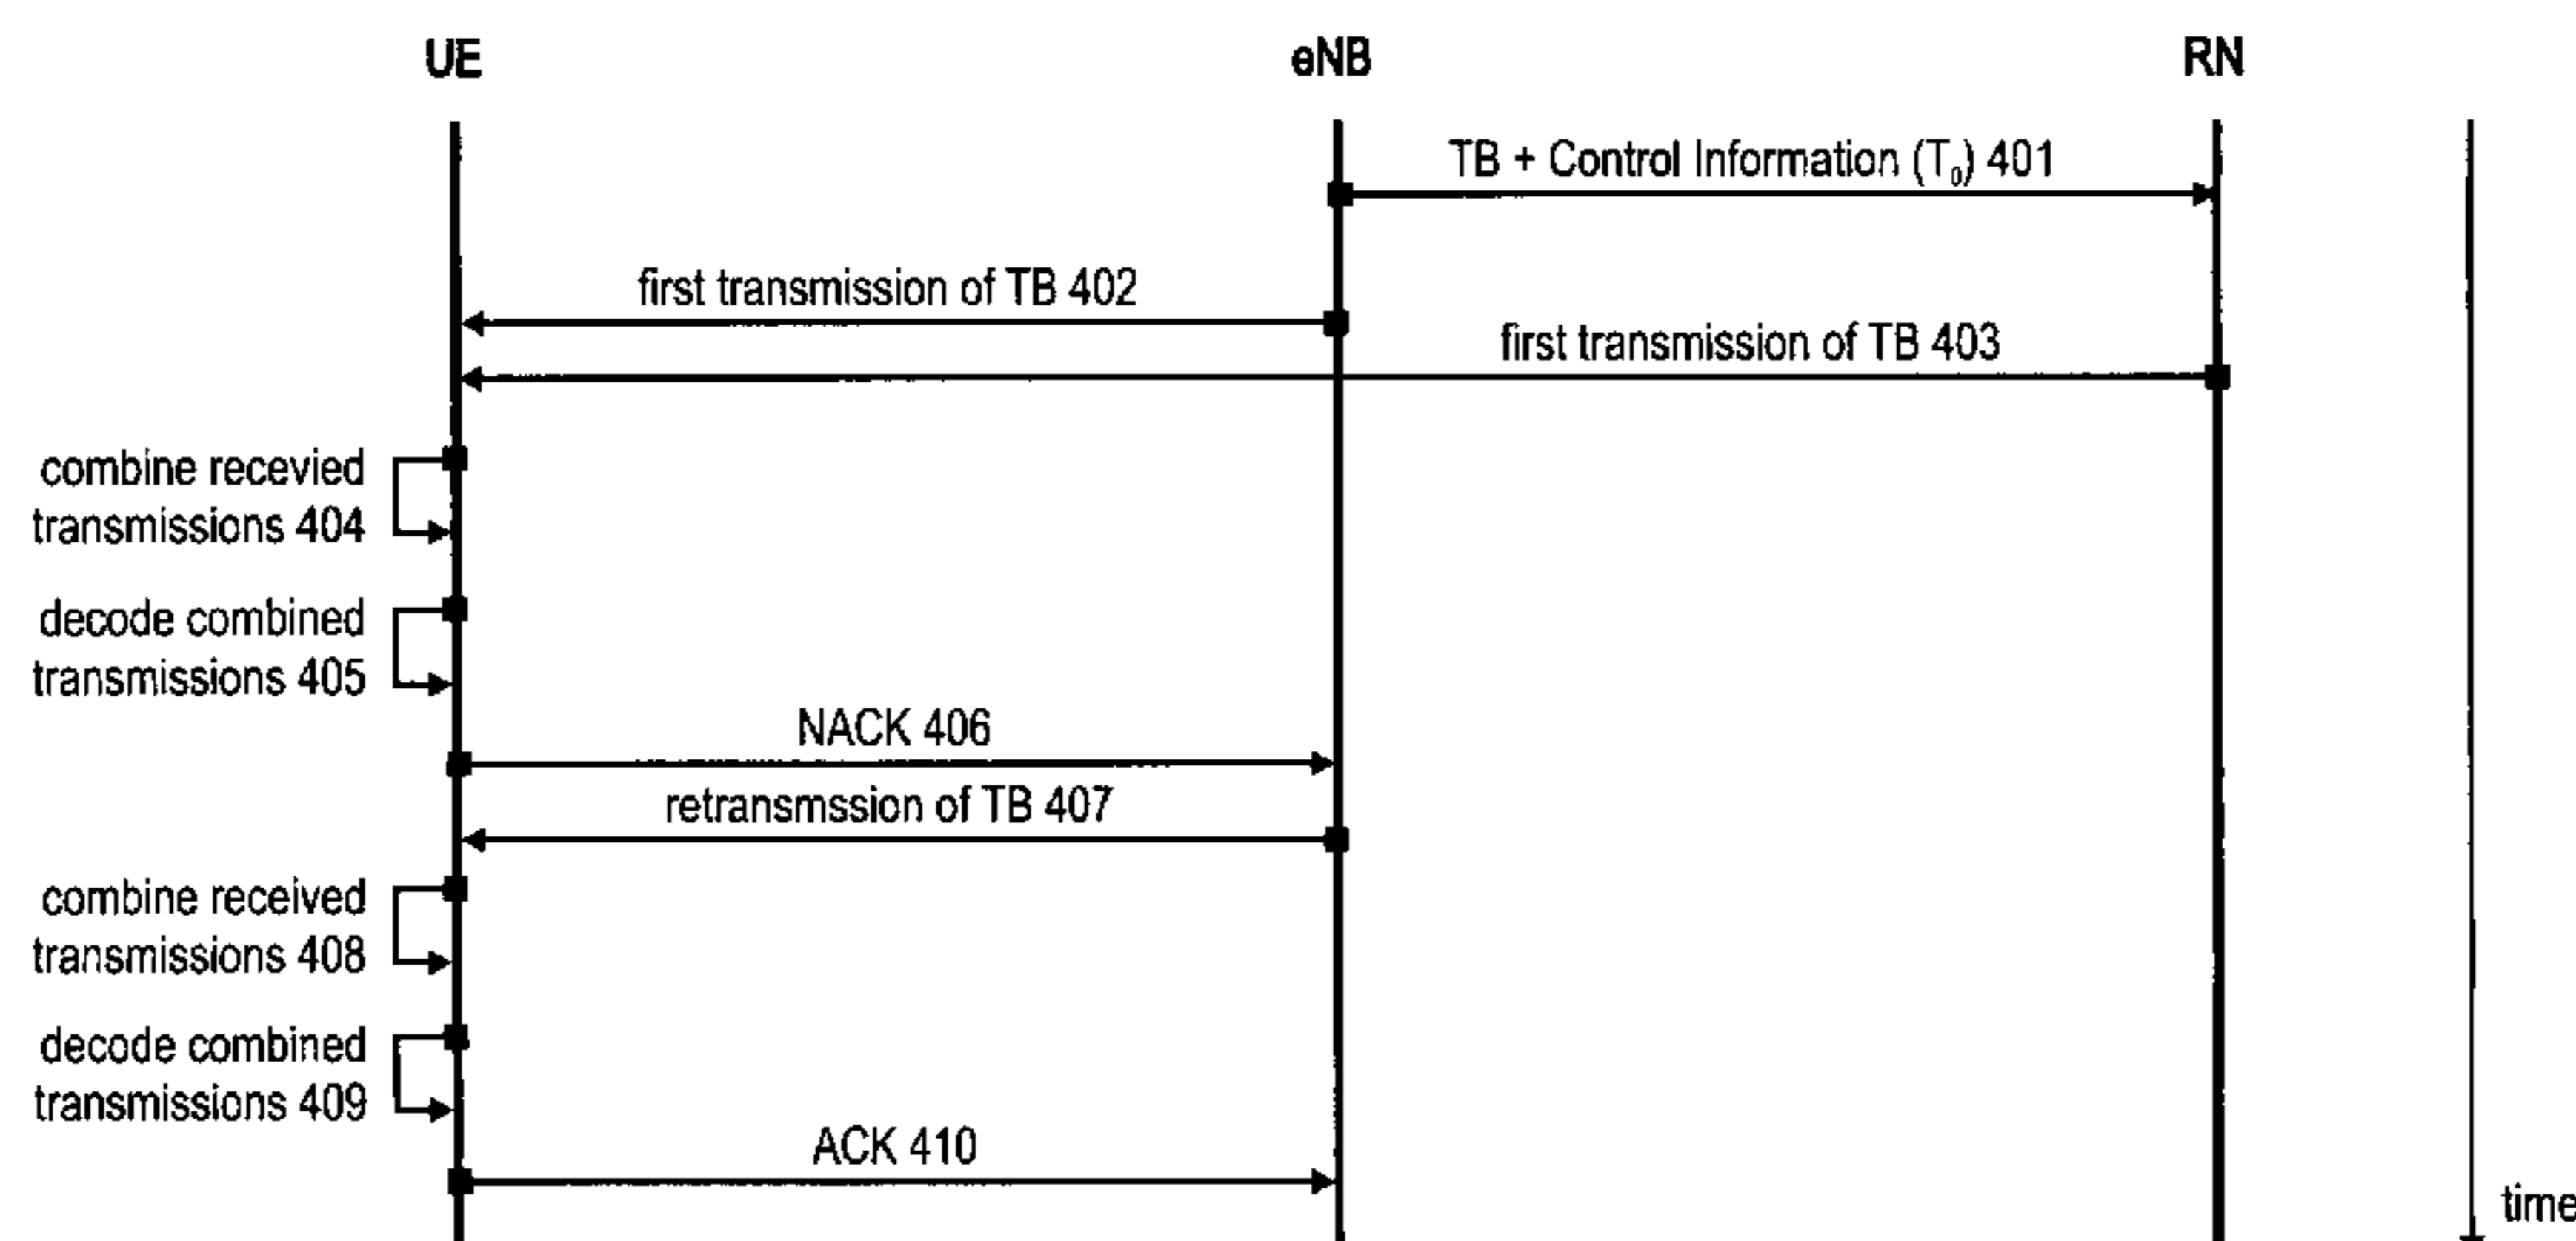 UE eNB RN
TB + Control Information (T₀) 401
first transmission of TB 402
first transmission of TB 403
combine recevied
transmissions 404
decode combined
transmissions 405
NACK 406
retransmssion of TB 407
combine received
transmissions 408
decode combined
transmissions 409
ACK 410
time